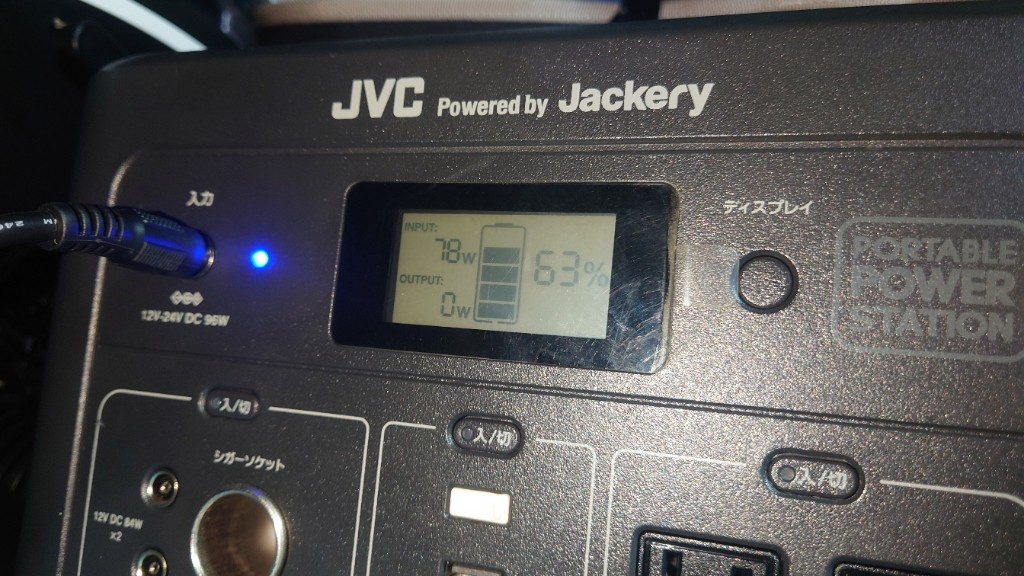 JVC Powered by Jackery
入力
ディスプレイ
INPUT:
78W
63%
OUTPUT:
0W
12V-24V DC 96W
PORTABLE
POWER
STATION
入/切
入/切
入/切
シガーソケット
12V DC 84W
×2